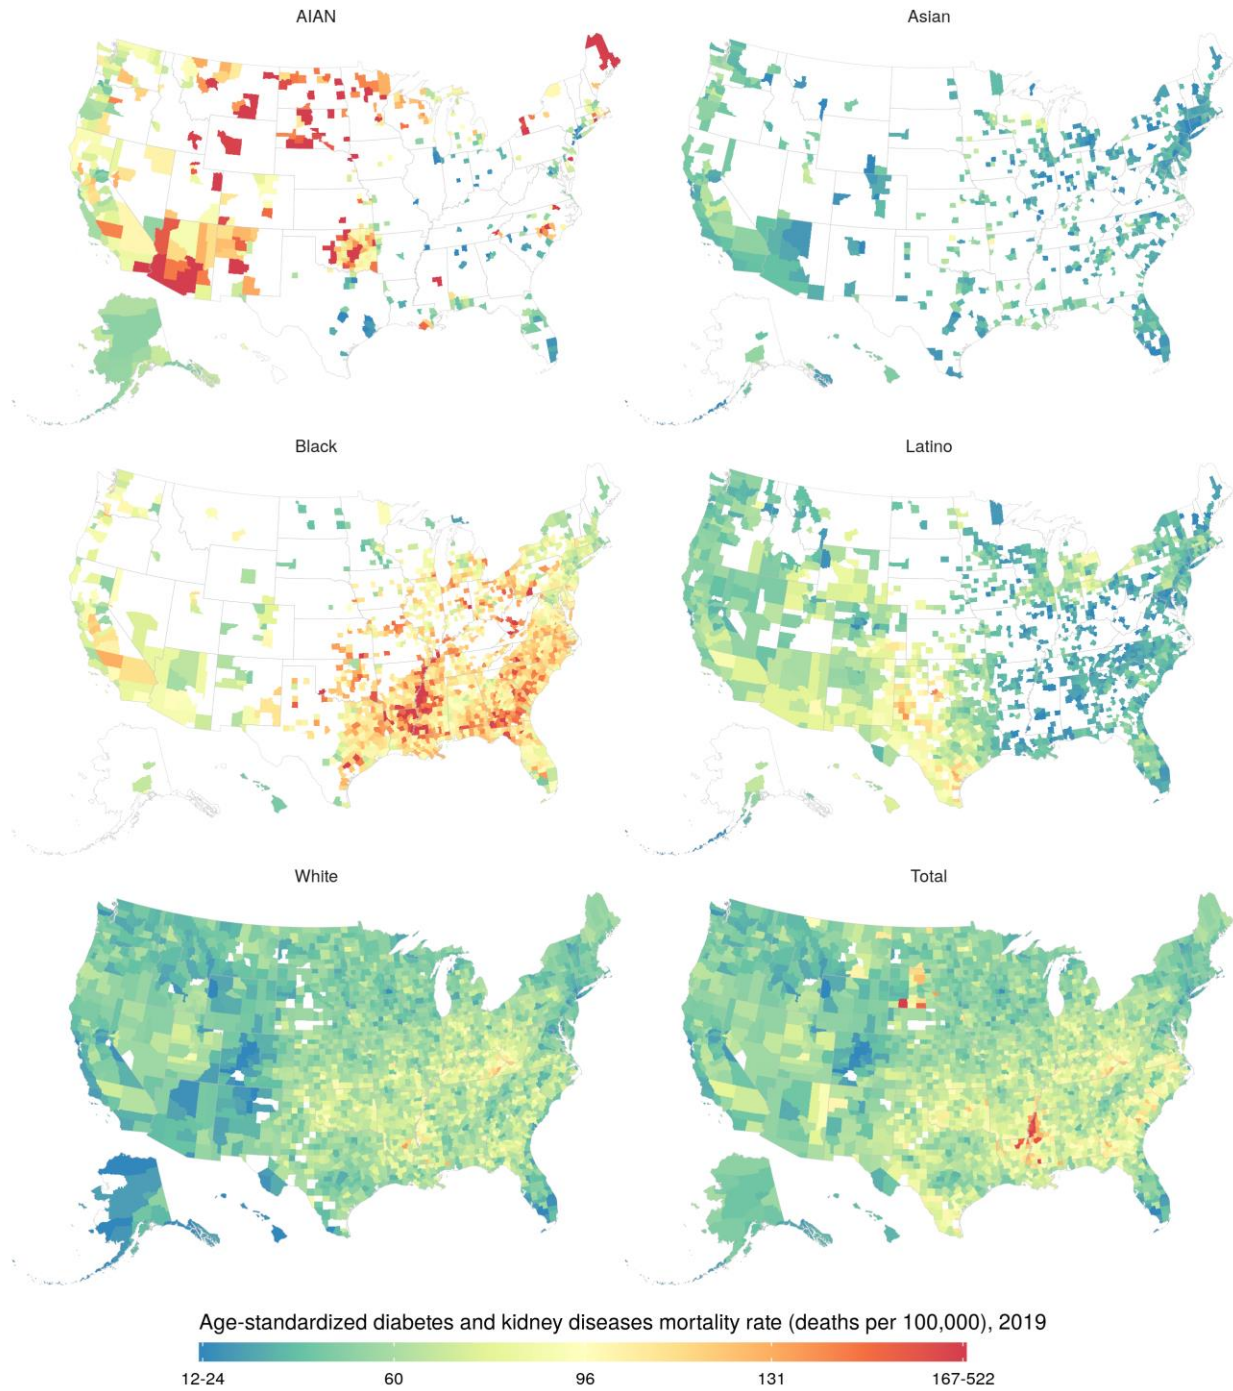 AIAN
Asian
Black
Latino
White
Total
Age-standardized diabetes and kidney diseases mortality rate (deaths per 100,000), 2019
12-24 60 96 131 167-522